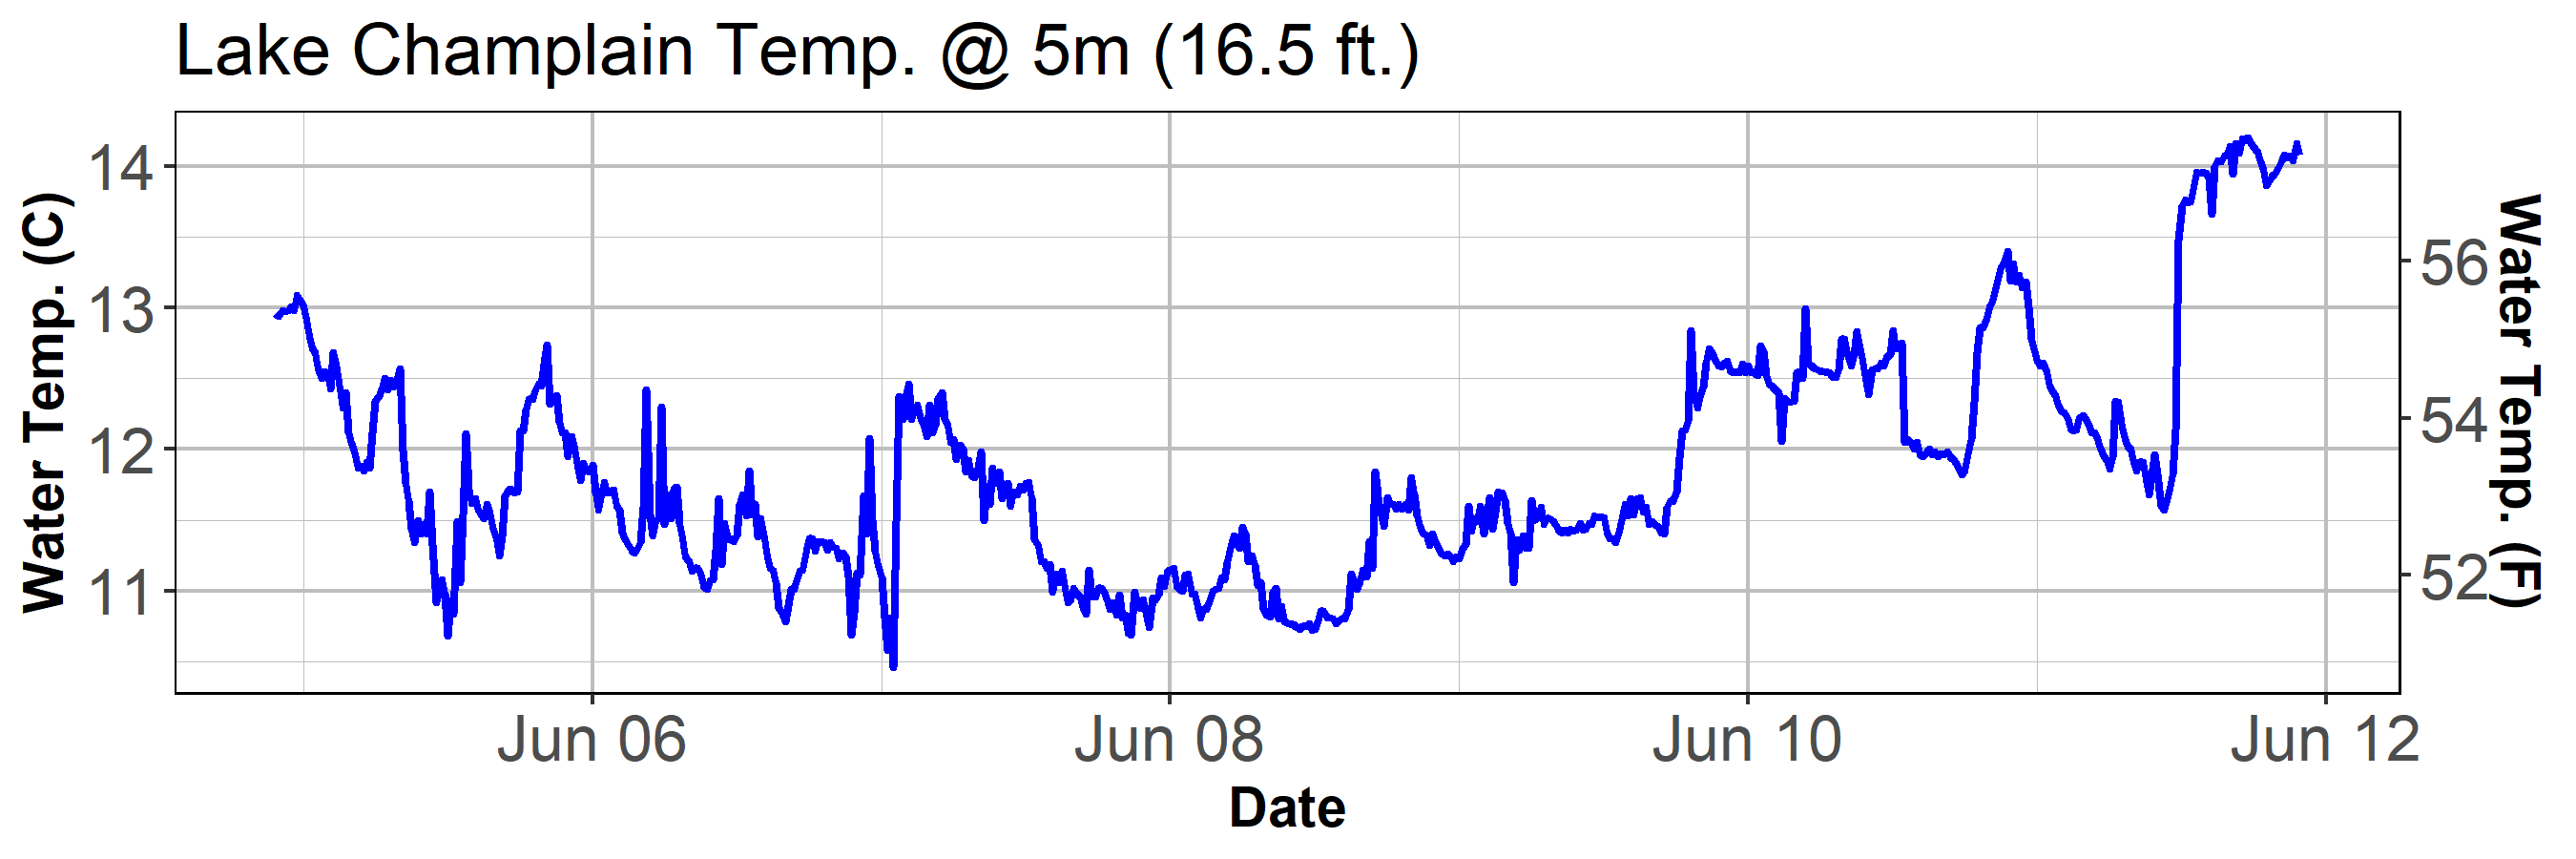 Lake Champlain Temp. @ 5m (16.5 ft.)
Water Temp. (C)
14
13
12
11
56
54
52
Water Temp. (F)
Jun 06
Jun 08
Jun 10
Jun 12
Date